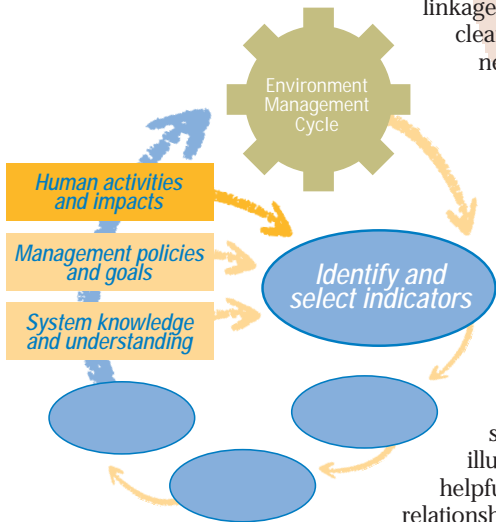 linkage
clea
ne
Environment
Management
Cycle
Human activities
and impacts
Management policies
and goals
System knowledge
and understanding
Identify and
select indicators
s
illu
helpfu
relationsh